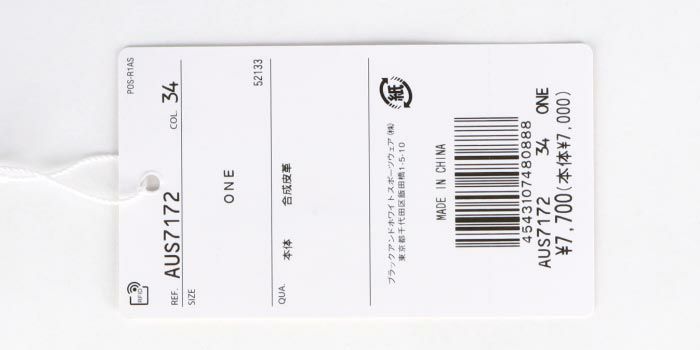 POS-R1AS
REF. AUS7172 COL. 34
SIZE
ONE
52133
QUA.
本体 合成皮革
紙
ブラックアンドホワイトスポーツウェア(株)
東京都千代田区飯田橋1-5-10
MADE IN CHINA
4543107480888
AUS7172 34 ONE
¥7,700(本体¥7,000)
RFID